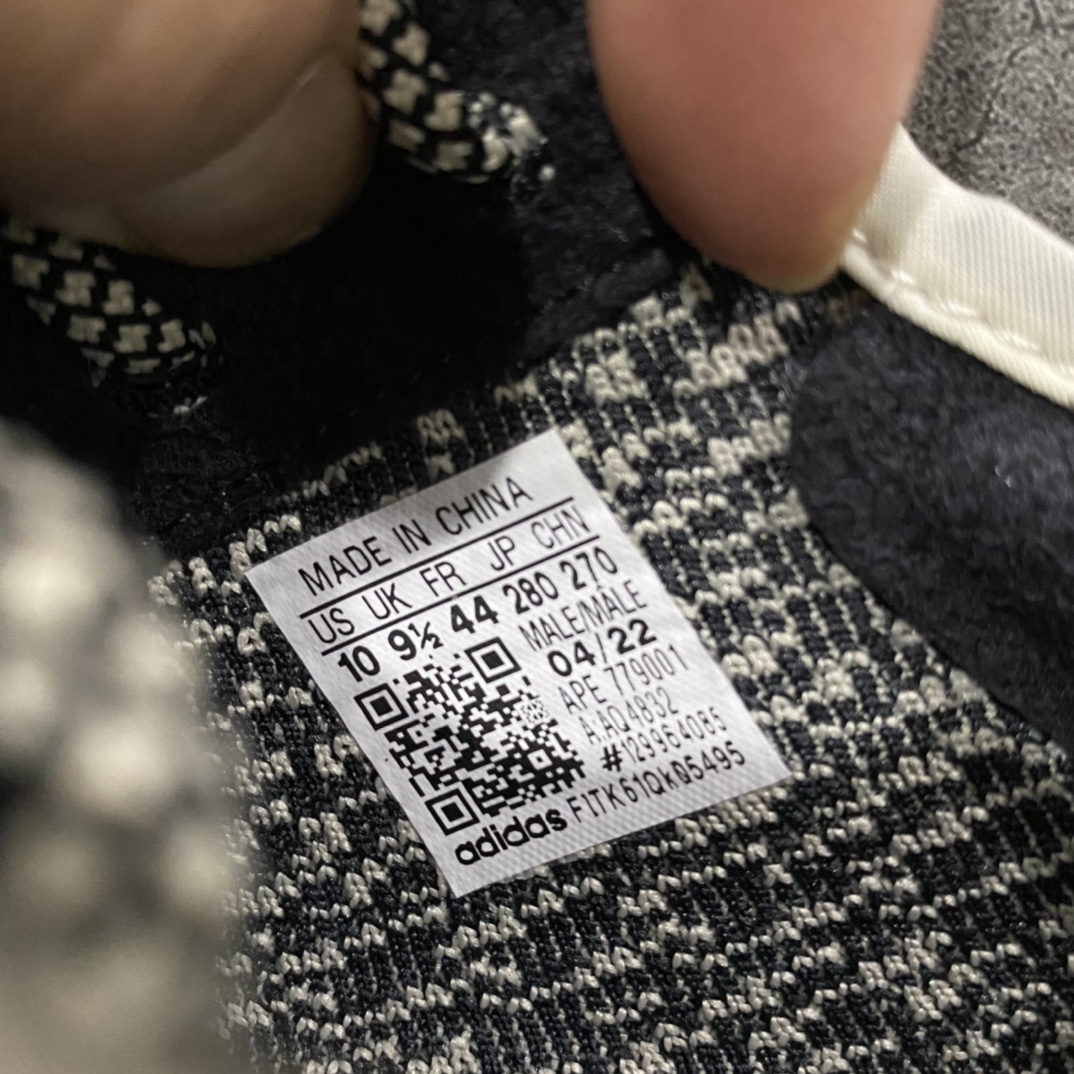 MADE IN CHINA
US UK FR JP CHN
10 9½ 44 280 270
MALE/MALE
04/22
APE 779001
A:AQ4832
#129964085
adidas F1TK61QkQ5495